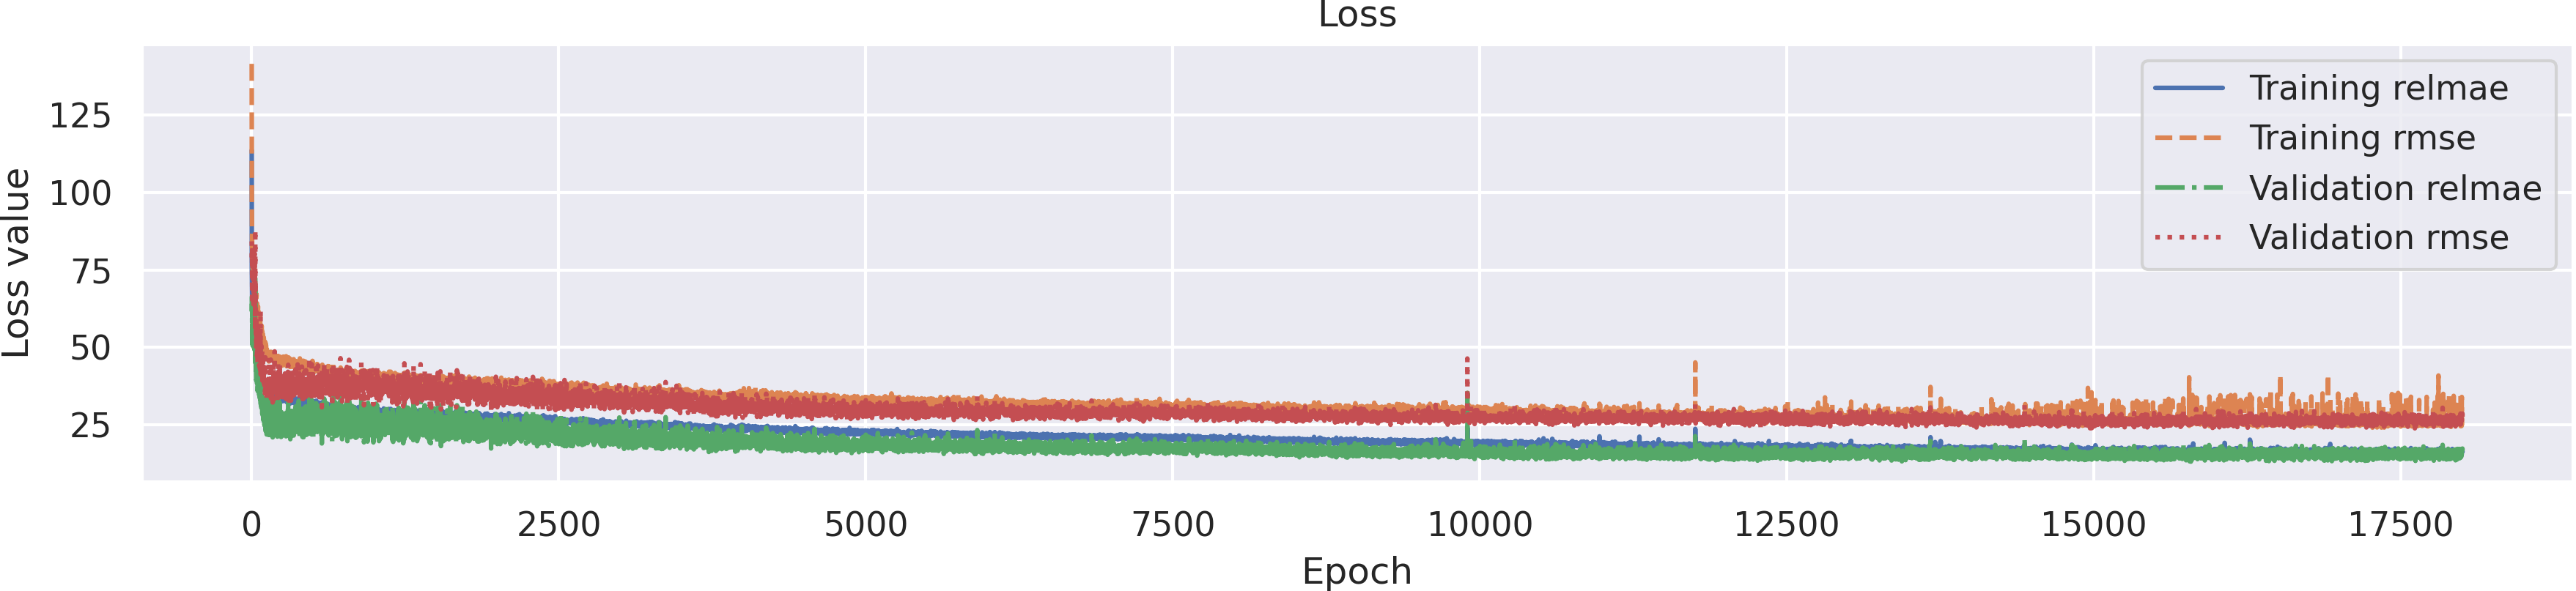 Loss
Loss value
125
100
75
50
25
0 2500 5000 7500 10000 12500 15000 17500
Epoch
Training relmae
Training rmse
Validation relmae
Validation rmse